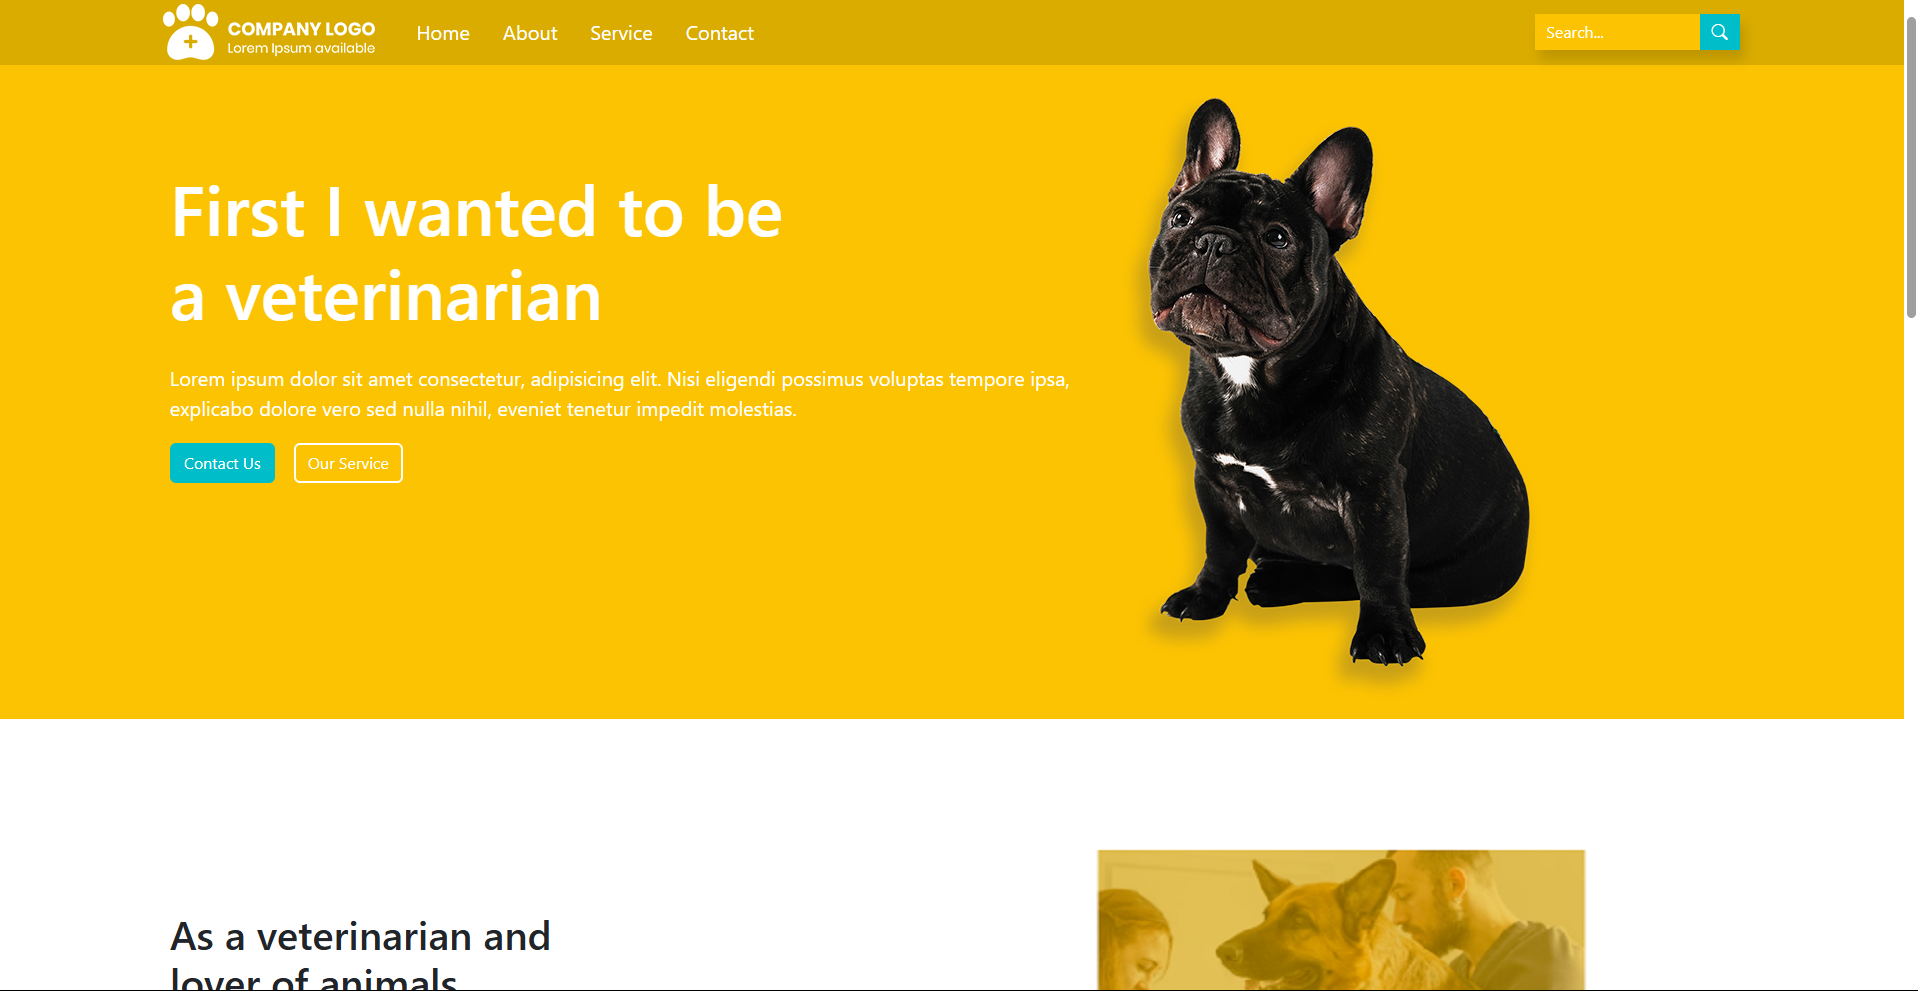 COMPANY LOGO
Lorem Ipsum available
Home About Service Contact
Search...
First I wanted to be
a veterinarian
Lorem ipsum dolor sit amet consectetur, adipisicing elit. Nisi eligendi possimus voluptas tempore ipsa,
explicabo dolore vero sed nulla nihil, eveniet tenetur impedit molestias.
Contact Us
Our Service
As a veterinarian and
lover of animals